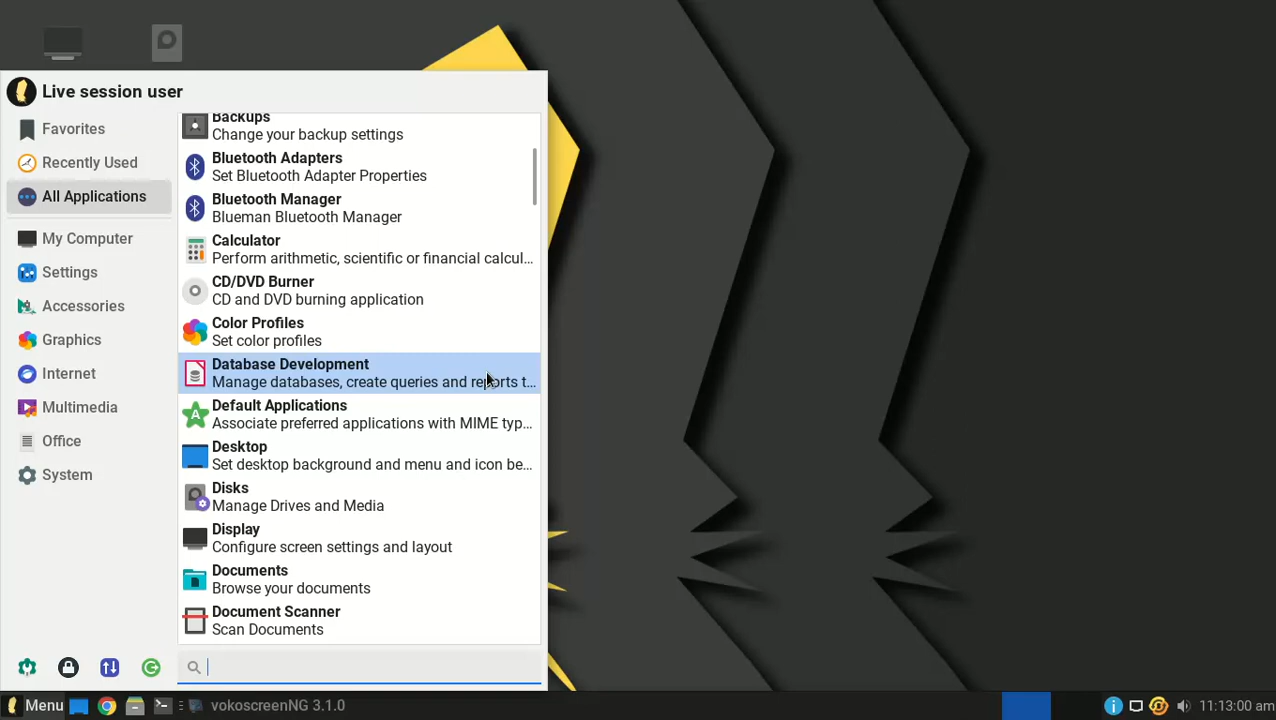 Live session user
Favorites
Recently Used
All Applications
My Computer
Settings
Accessories
Graphics
Internet
Multimedia
Office
System
Backups
Change your backup settings
Bluetooth Adapters
Set Bluetooth Adapter Properties
Bluetooth Manager
Blueman Bluetooth Manager
Calculator
Perform arithmetic, scientific or financial calcul...
CD/DVD Burner
CD and DVD burning application
Color Profiles
Set color profiles
Database Development
Manage databases, create queries and reports t...
Default Applications
Associate preferred applications with MIME typ...
Desktop
Set desktop background and menu and icon be...
Disks
Manage Drives and Media
Display
Configure screen settings and layout
Documents
Browse your documents
Document Scanner
Scan Documents
Menu
vokoscreenNG 3.1.0
11:13:00 am